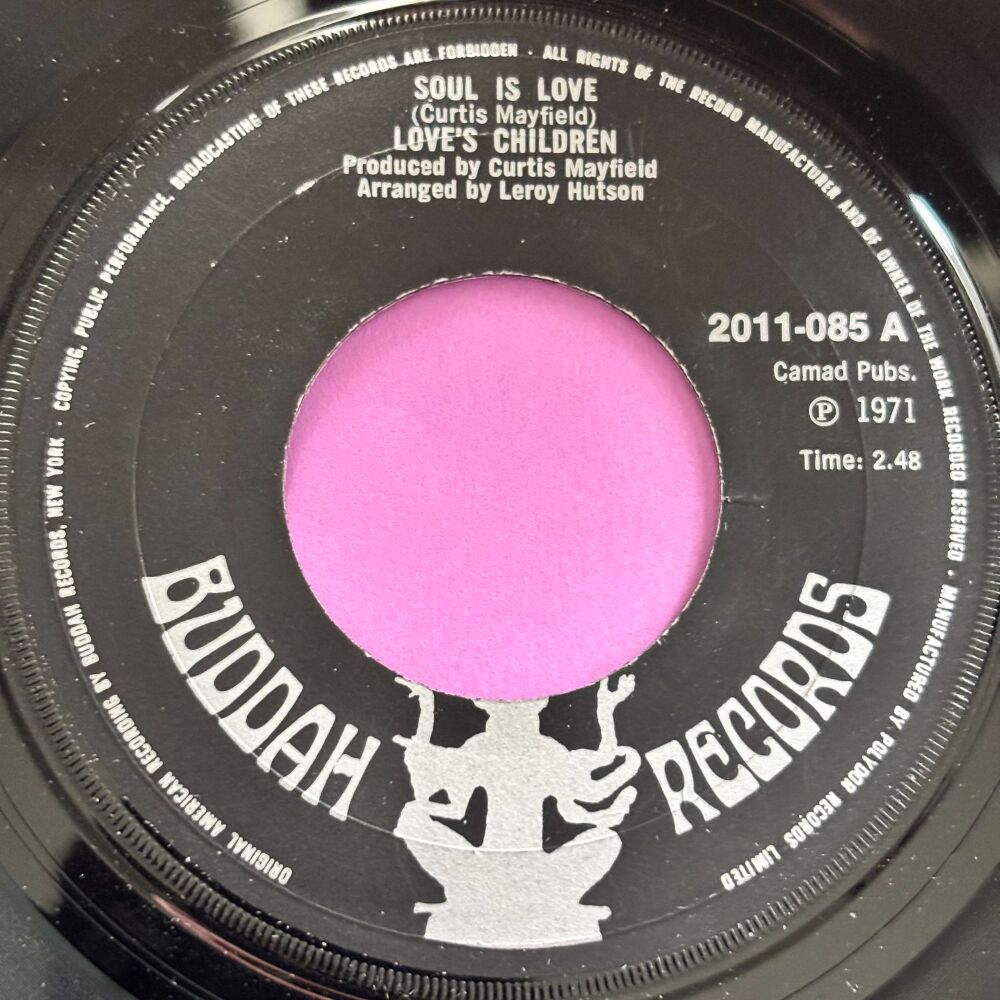 SOUL IS LOVE
(Curtis Mayfield)
LOVE'S CHILDREN
Produced by Curtis Mayfield
Arranged by Leroy Hutson
2011-085 A
Camad Pubs.
Ⓟ 1971
Time: 2.48
BUDDAH RECORDS
ORIGINAL AMERICAN RECORDING BY BUDDAH RECORDS, NEW YORK · COPYING, PUBLIC PERFORMANCE, BROADCASTING OF THESE RECORDS ARE FORBIDDEN · ALL RIGHTS OF THE RECORD MANUFACTURER AND OF OWNER OF THE WORK RECORDED RESERVED · MANUFACTURED BY POLYDOR RECORDS LIMITED